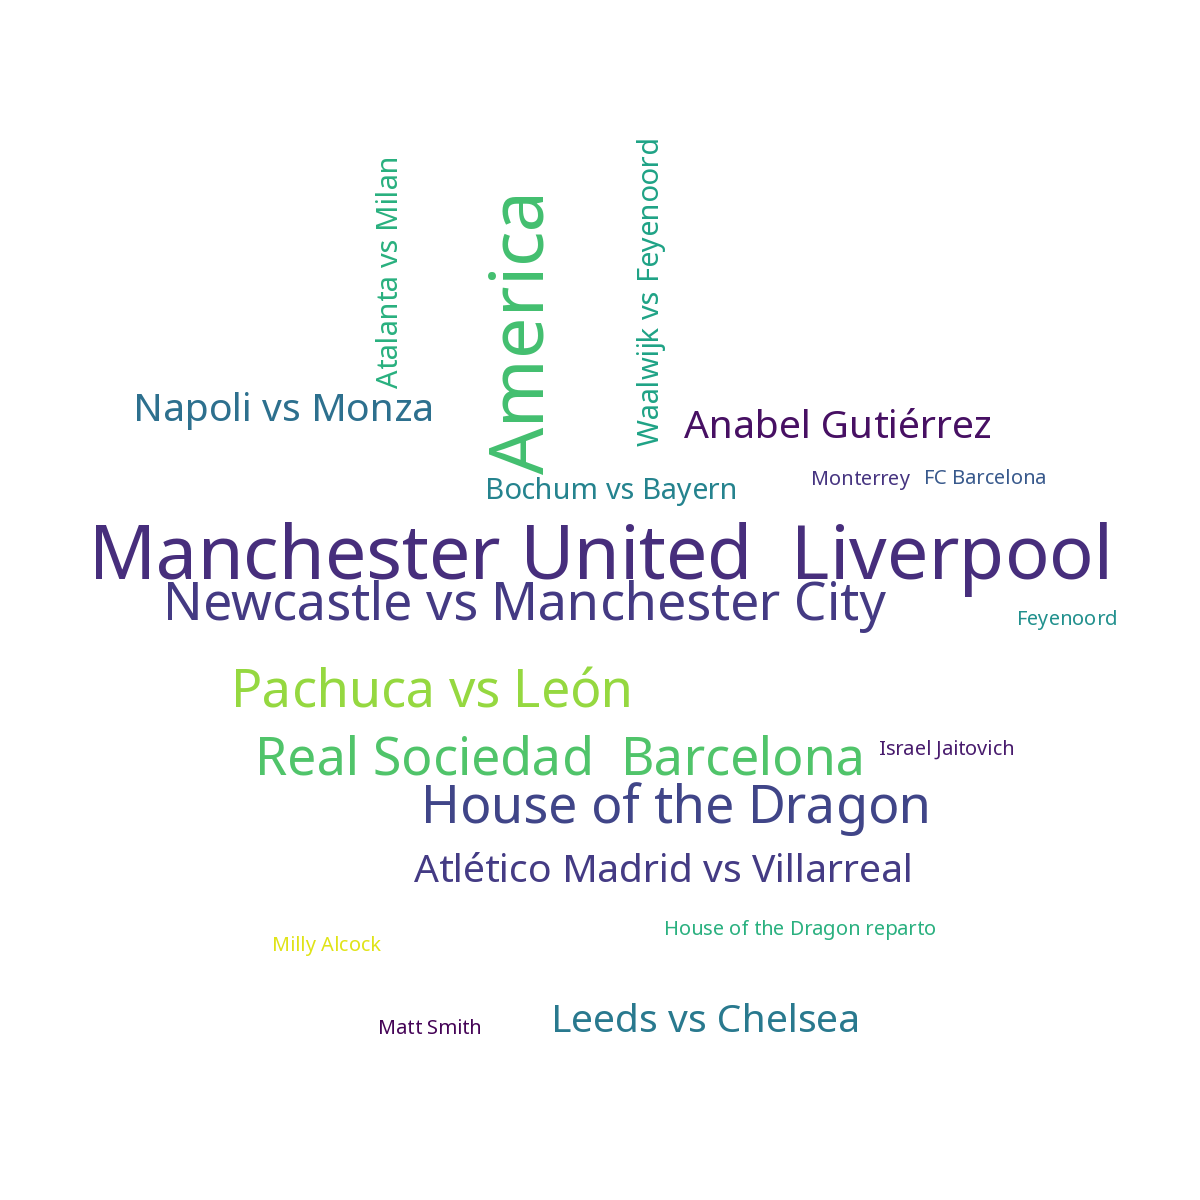 Atalanta vs Milan
America
Waalwijk vs Feyenoord
Napoli vs Monza
Anabel Gutiérrez
Bochum vs Bayern
Monterrey
FC Barcelona
Manchester United  Liverpool
Newcastle vs Manchester City
Feyenoord
Pachuca vs León
Real Sociedad  Barcelona
Israel Jaitovich
House of the Dragon
Atlético Madrid vs Villarreal
House of the Dragon reparto
Milly Alcock
Leeds vs Chelsea
Matt Smith